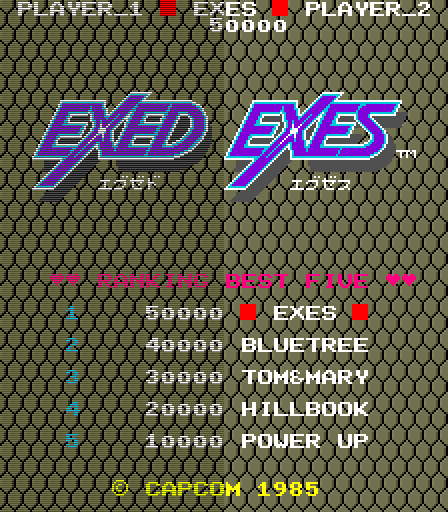 PLAYER_1 EXES PLAYER_2
50000
EXED EXES TM
エグゼド エグゼス
RANKING BEST FIVE
1 50000 EXES
2 40000 BLUETREE
3 30000 TOM&MARY
4 20000 HILLBOOK
5 10000 POWER UP
© CAPCOM 1985